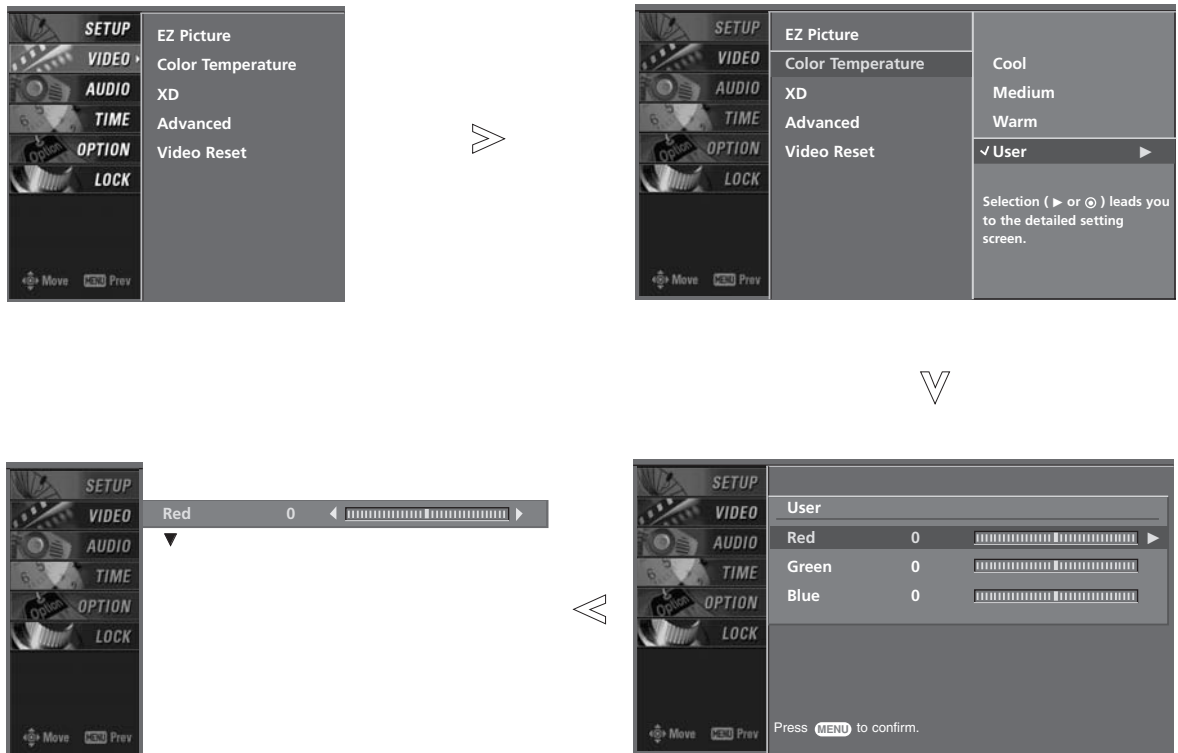 SETUP
VIDEO
AUDIO
TIME
OPTION
LOCK
Move MENU Prev
EZ Picture
Color Temperature
XD
Advanced
Video Reset
SETUP
VIDEO
AUDIO
TIME
OPTION
LOCK
Move MENU Prev
EZ Picture
Color Temperature
XD
Advanced
Video Reset
Cool
Medium
Warm
✓ User ▶
Selection ( ▶ or ◉ ) leads you
to the detailed setting
screen.
SETUP
VIDEO
AUDIO
TIME
OPTION
LOCK
Move MENU Prev
Red 0
SETUP
VIDEO
AUDIO
TIME
OPTION
LOCK
Move MENU Prev
User
Red 0
Green 0
Blue 0
Press MENU to confirm.